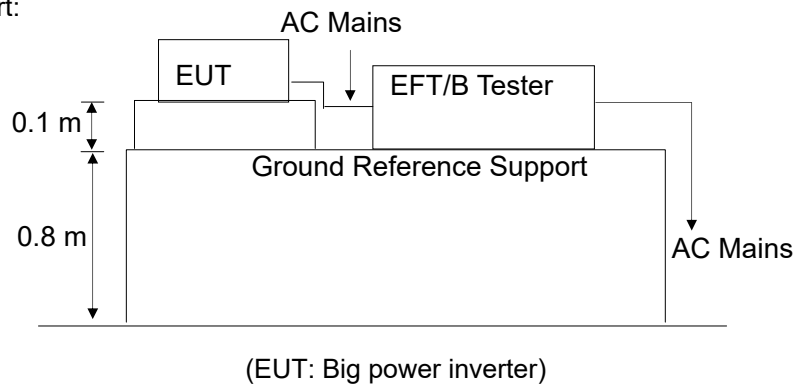 rt:
AC Mains
EUT
EFT/B Tester
0.1 m
Ground Reference Support
0.8 m
AC Mains
(EUT: Big power inverter)